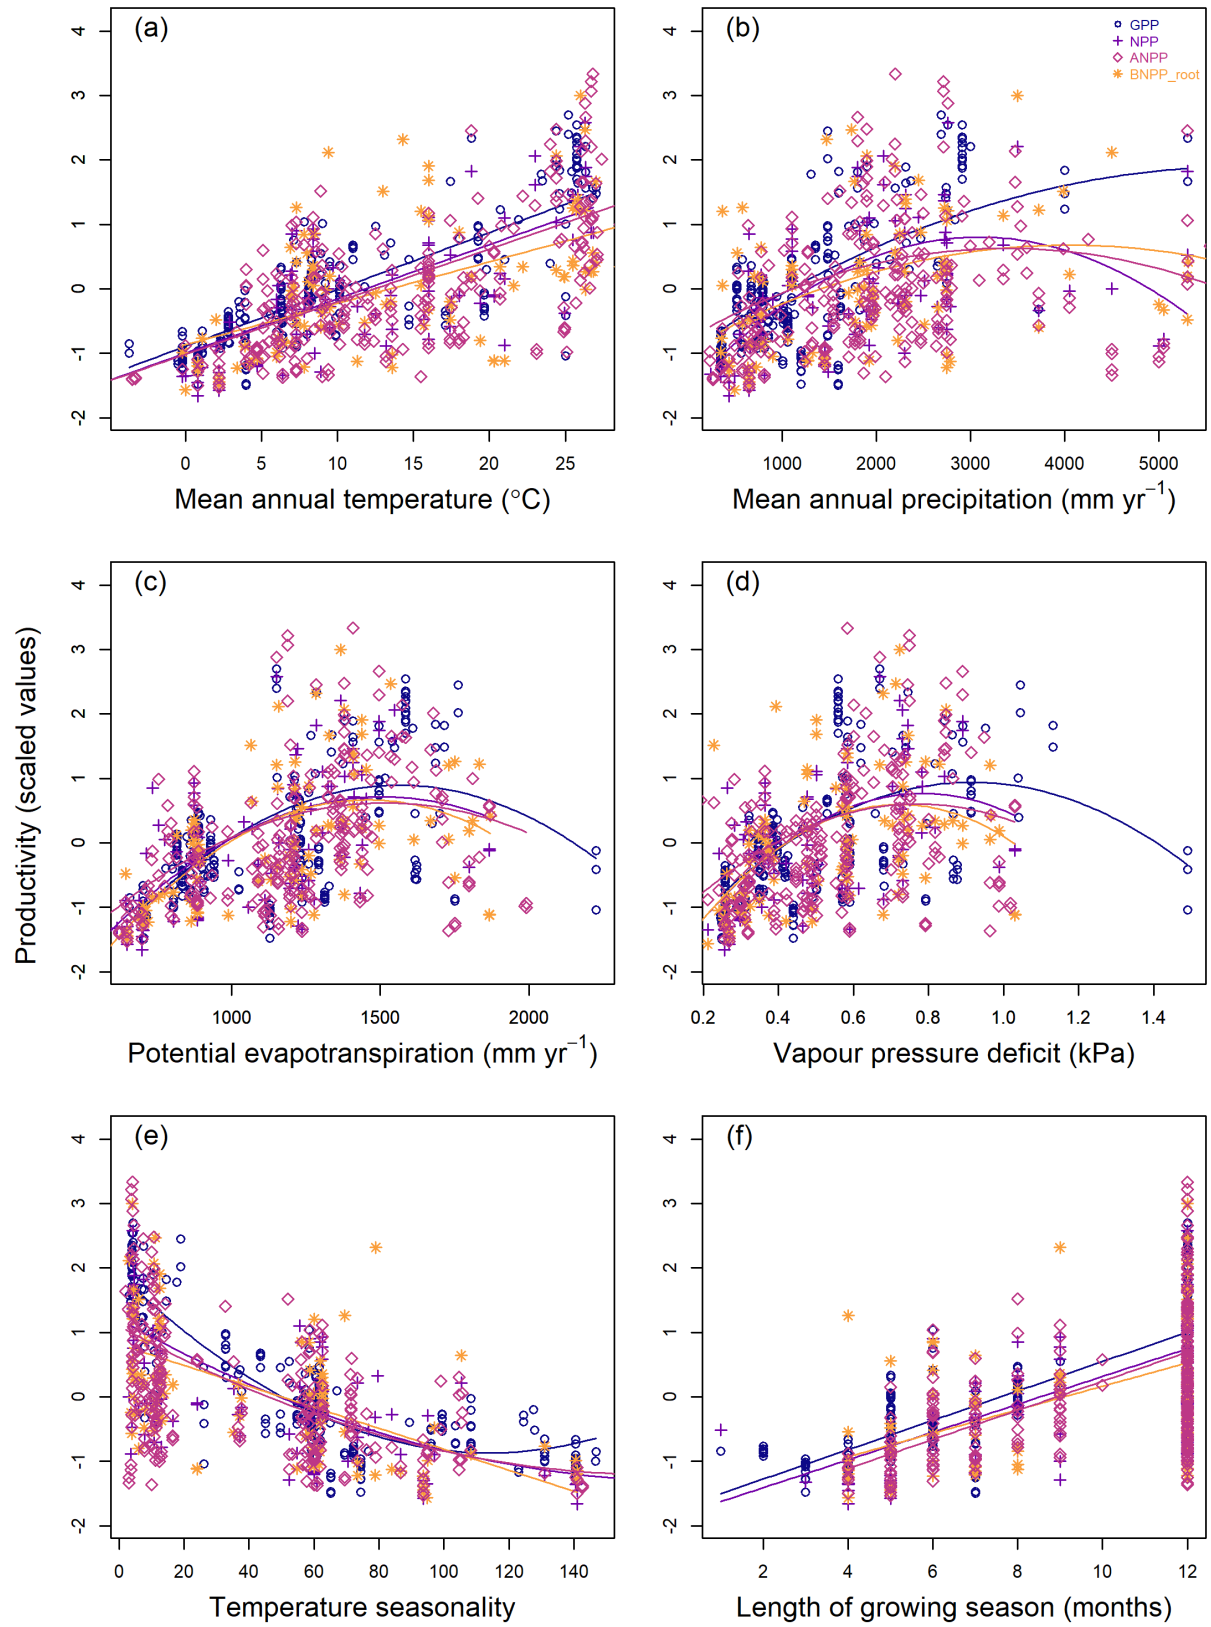 (a)
4
3
2
1
0
-1
-2
0 5 10 15 20 25
Mean annual temperature (°C)
(b)
GPP
NPP
ANPP
BNPP_root
4
3
2
1
0
-1
-2
1000 2000 3000 4000 5000
Mean annual precipitation (mm yr−1)
Productivity (scaled values)
(c)
4
3
2
1
0
-1
-2
1000 1500 2000
Potential evapotranspiration (mm yr−1)
(d)
4
3
2
1
0
-1
-2
0.2 0.4 0.6 0.8 1.0 1.2 1.4
Vapour pressure deficit (kPa)
(e)
4
3
2
1
0
-1
-2
0 20 40 60 80 100 120 140
Temperature seasonality
(f)
4
3
2
1
0
-1
-2
2 4 6 8 10 12
Length of growing season (months)